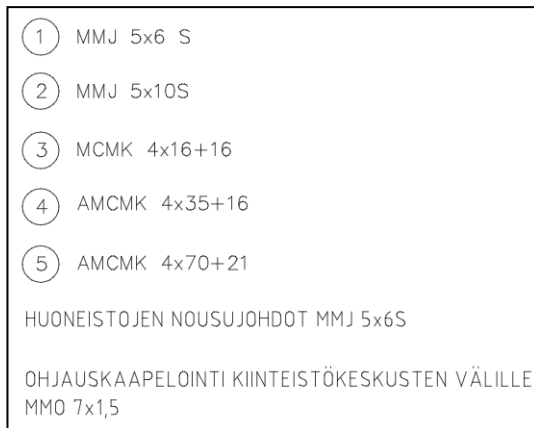 1 MMJ 5x6 S
2 MMJ 5x10S
3 MCMK 4x16+16
4 AMCMK 4x35+16
5 AMCMK 4x70+21
HUONEISTOJEN NOUSUJOHDOT MMJ 5x6S
OHJAUSKAAPELOINTI KIINTEISTÖKESKUSTEN VÄLILLE
MMO 7x1,5